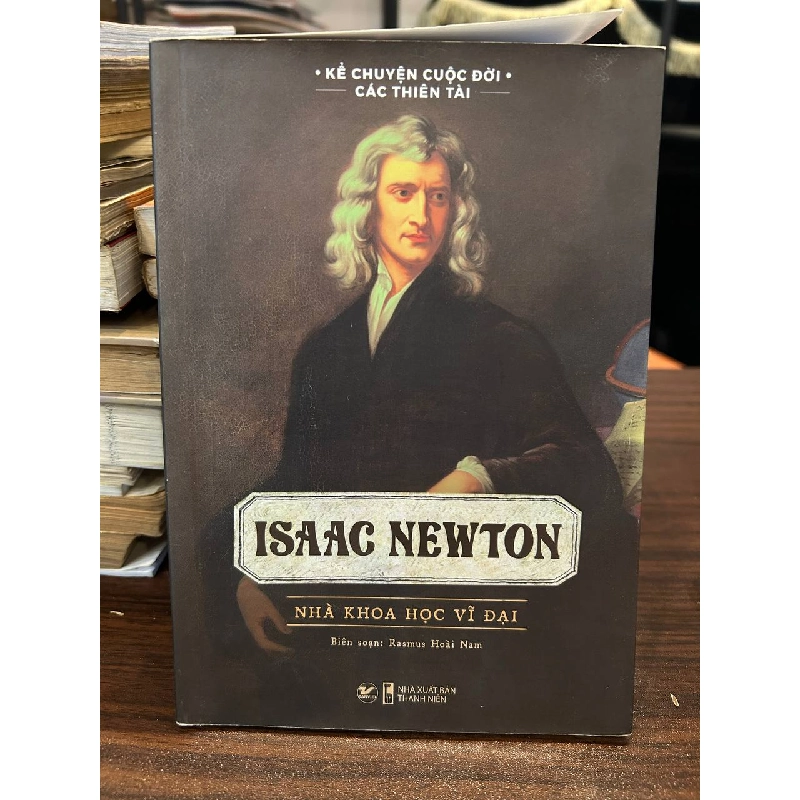 • KỂ CHUYỆN CUỘC ĐỜI •
CÁC THIÊN TÀI
ISAAC NEWTON
NHÀ KHOA HỌC VĨ ĐẠI
Biên soạn: Rasmus Hoài Nam
NHÀ XUẤT BẢN
THANH NIÊN